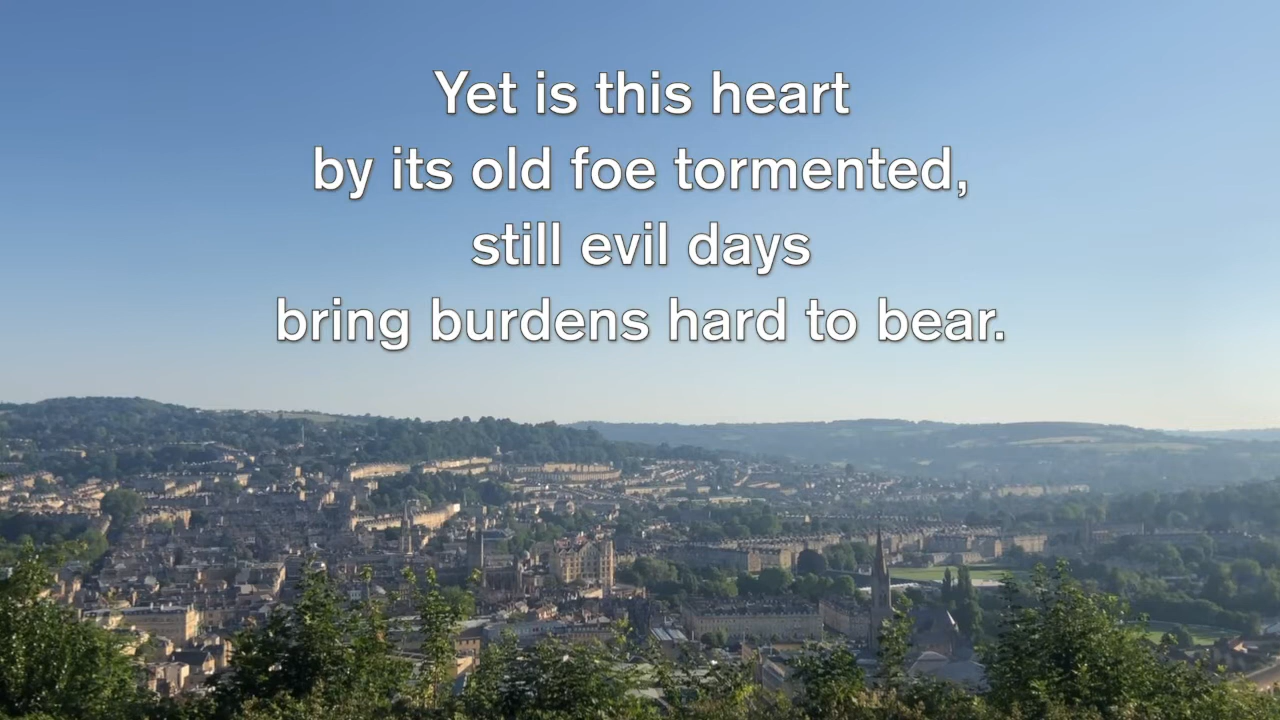 Yet is this heart
by its old foe tormented,
still evil days
bring burdens hard to bear.